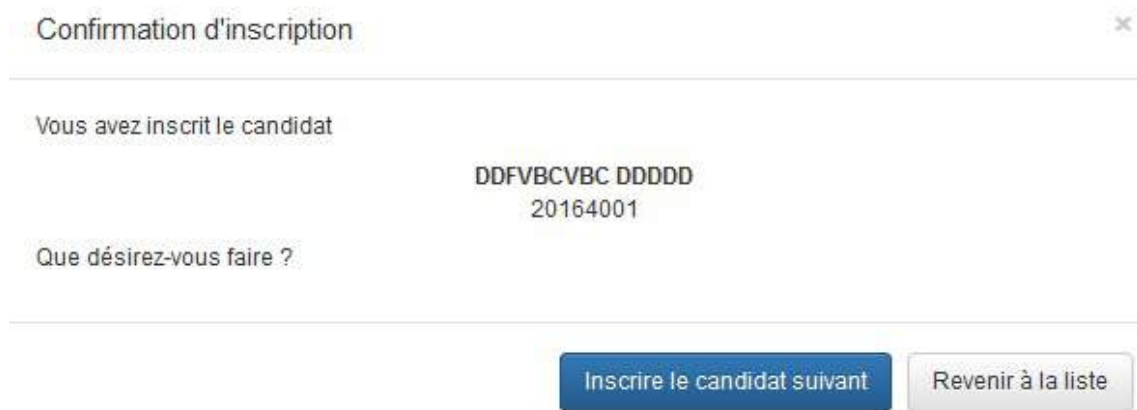 Confirmation d'inscription
×
Vous avez inscrit le candidat
DDFVBCVBC DDDDD
20164001
Que désirez-vous faire ?
Inscrire le candidat suivant
Revenir à la liste